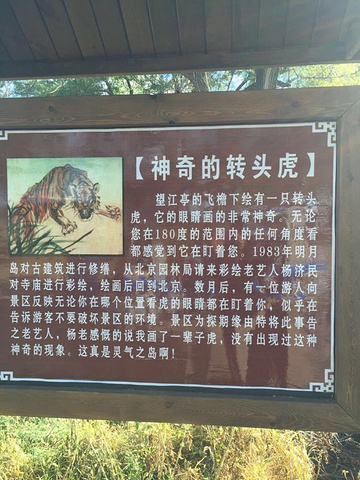 【神奇的转头虎】
望江亭的飞檐下绘有一只转头
虎，它的眼睛画的非常神奇。无论
您在180度的范围内的任何角度看
都感觉到它在盯着您。1983年明月
岛对古建筑进行修缮，从北京园林局请来彩绘老艺人杨济民
对寺庙进行彩绘，绘画后回到北京。数月后，有一位游人向
景区反映无论你在哪个位置看虎的眼睛都在盯着你，似乎在
告诉游客不要破坏景区的环境。景区为探期缘由特将此事告
之老艺人，杨老感慨的说我画了一辈子虎，没有出现过这种
神奇的现象。这真是灵气之岛啊！